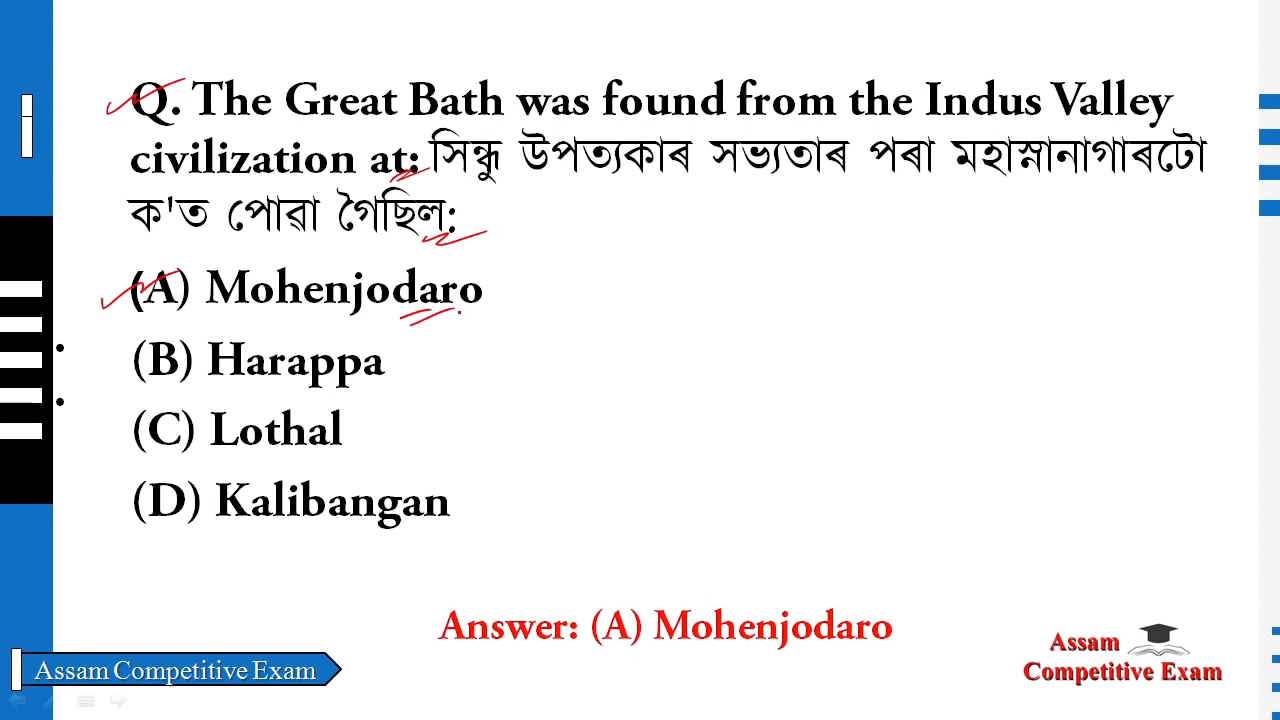 Q. The Great Bath was found from the Indus Valley
civilization at: সিন্ধু উপত্যকাৰ সভ্যতাৰ পৰা মহাস্নানাগাৰটো
ক'ত পোৱা গৈছিল:
(A) Mohenjodaro
(B) Harappa
(C) Lothal
(D) Kalibangan
Answer: (A) Mohenjodaro
Assam Competitive Exam
Assam
Competitive Exam